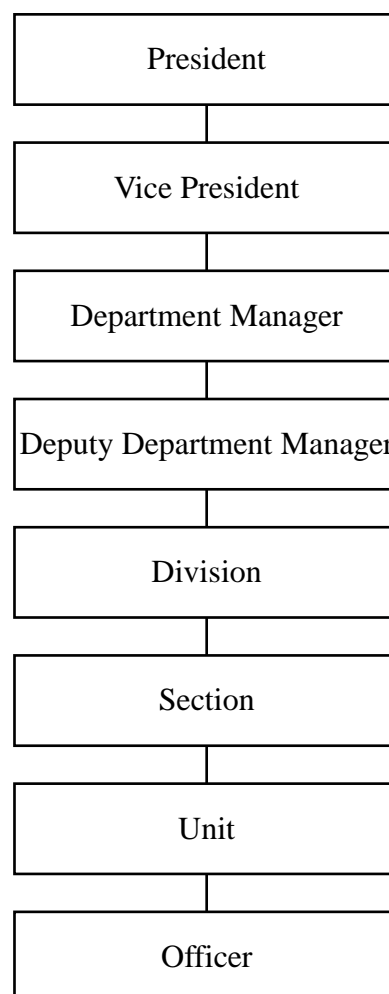 President
Vice President
Department Manager
Deputy Department Manager
Division
Section
Unit
Officer